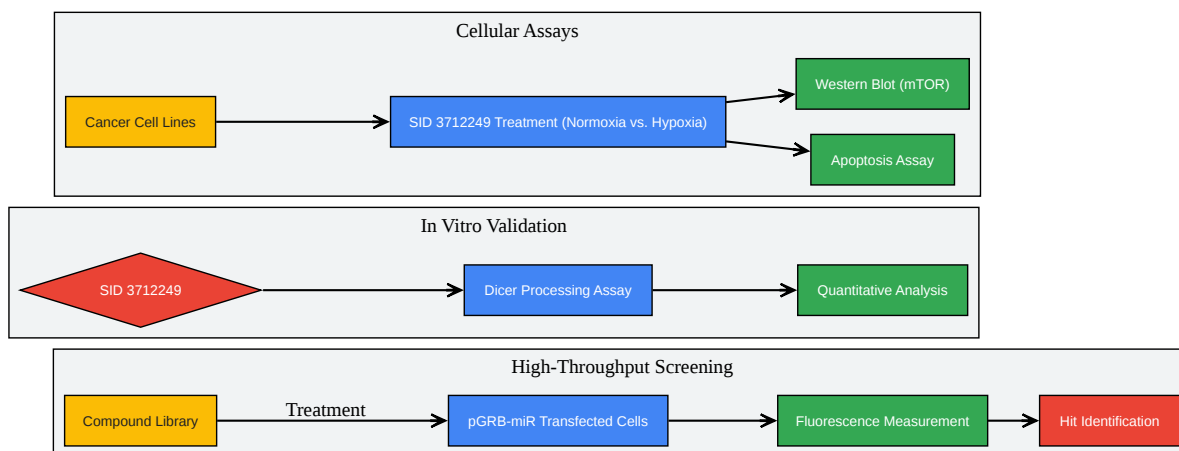 Cellular Assays
Cancer Cell Lines
SID 3712249 Treatment (Normoxia vs. Hypoxia)
Western Blot (mTOR)
Apoptosis Assay
In Vitro Validation
SID 3712249
Dicer Processing Assay
Quantitative Analysis
High-Throughput Screening
Compound Library
Treatment
pGRB-miR Transfected Cells
Fluorescence Measurement
Hit Identification